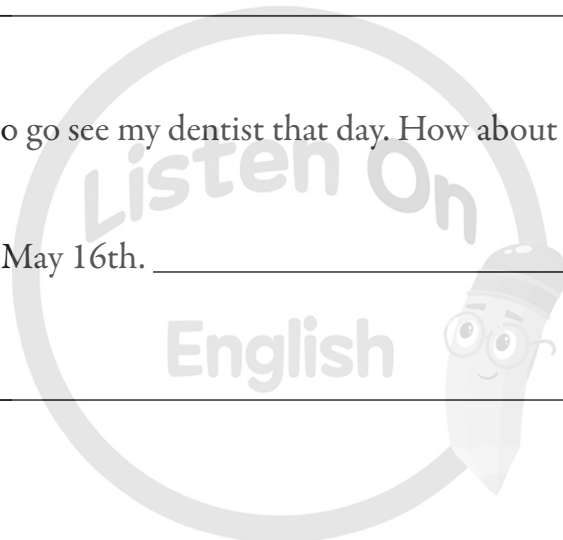 o go see my dentist that day. How about
May 16th.
Listen On
English